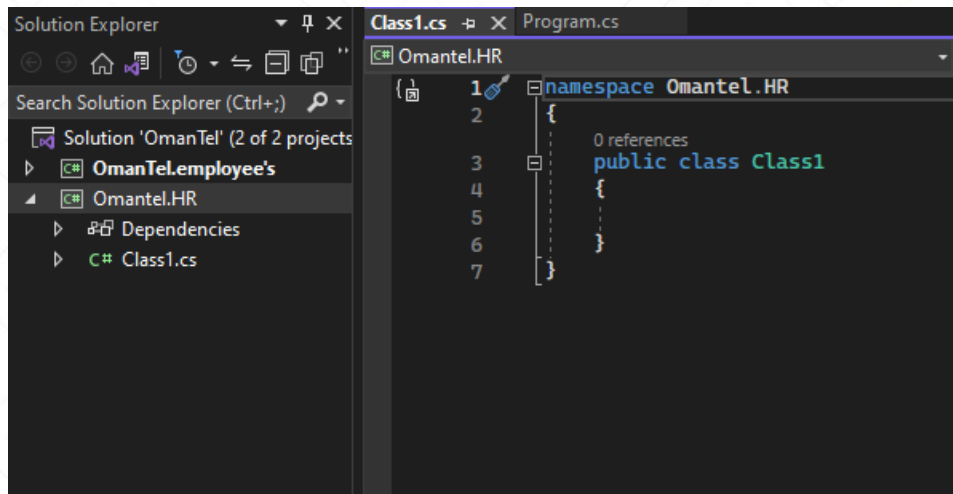 Solution Explorer
Search Solution Explorer (Ctrl+;)
Solution 'OmanTel' (2 of 2 projects
C# OmanTel.employee's
C# Omantel.HR
Dependencies
C# Class1.cs
Class1.cs Program.cs
C# Omantel.HR
1 namespace Omantel.HR
2 {
0 references
3 public class Class1
4 {
5
6 }
7 }